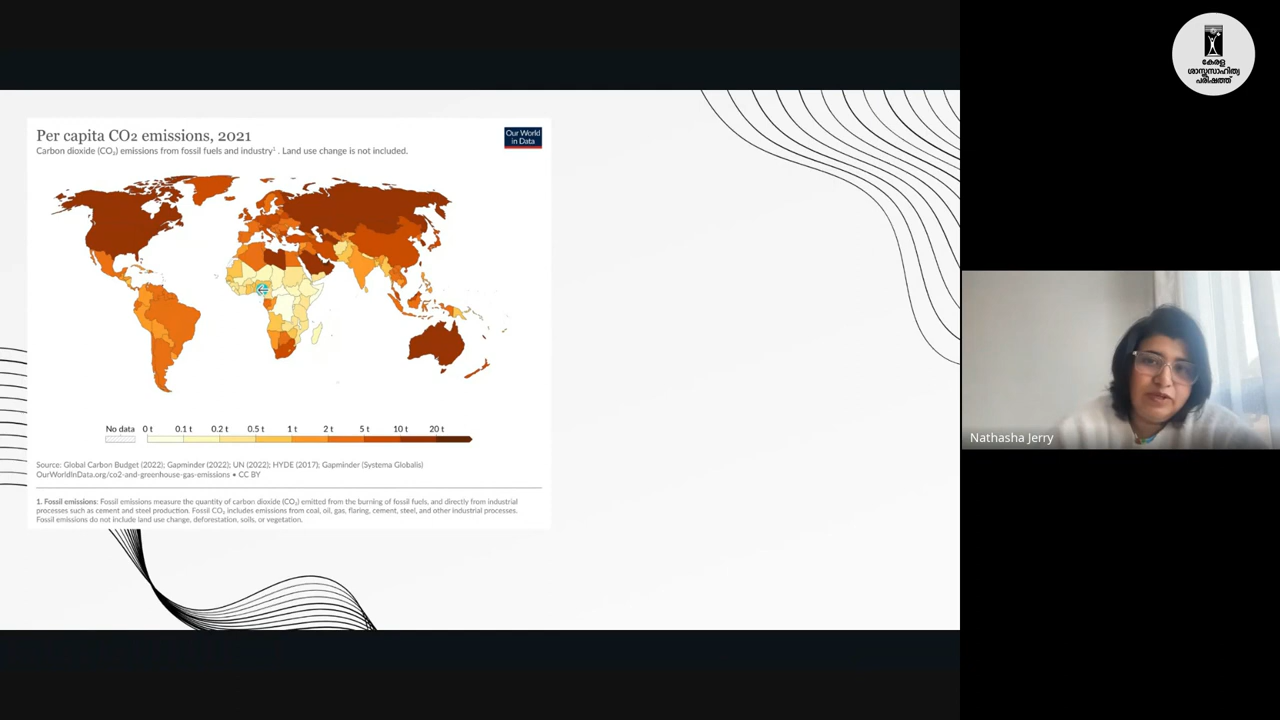 Per capita CO2 emissions, 2021
Carbon dioxide (CO₂) emissions from fossil fuels and industry¹ . Land use change is not included.
Our World
in Data
No data 0 t 0.1 t 0.2 t 0.5 t 1 t 2 t 5 t 10 t 20 t
Source: Global Carbon Budget (2022); Gapminder (2022); UN (2022); HYDE (2017); Gapminder (Systema Globalis)
OurWorldInData.org/co2-and-greenhouse-gas-emissions • CC BY
1. Fossil emissions: Fossil emissions measure the quantity of carbon dioxide (CO₂) emitted from the burning of fossil fuels, and directly from industrial
processes such as cement and steel production. Fossil CO₂ includes emissions from coal, oil, gas, flaring, cement, steel, and other industrial processes.
Fossil emissions do not include land use change, deforestation, soils, or vegetation.
കേരള
ശാസ്ത്രസാഹിത്യ
പരിഷത്ത്
Nathasha Jerry